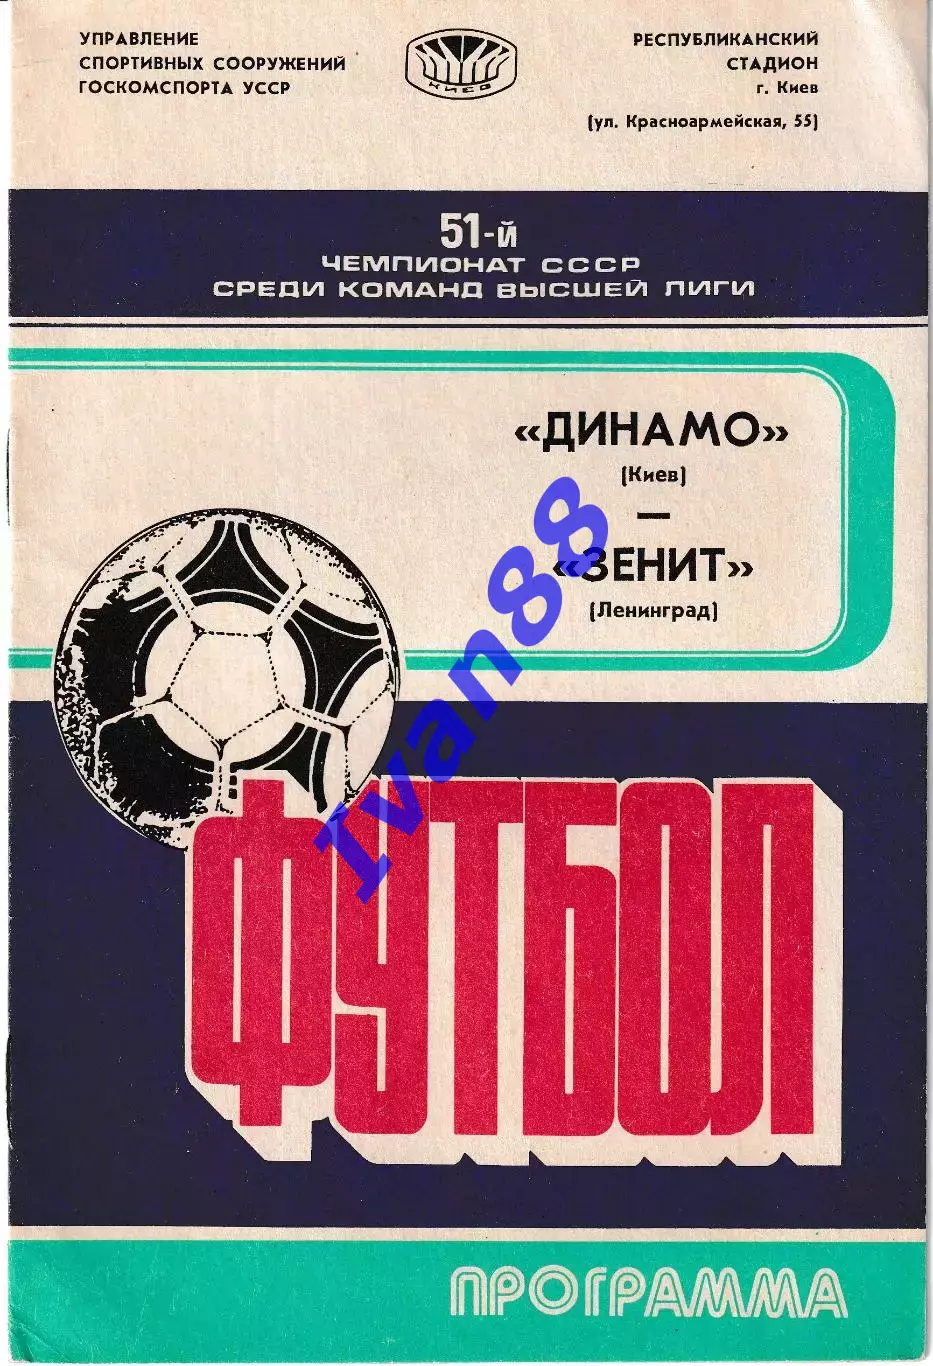 УПРАВЛЕНИЕ
СПОРТИВНЫХ СООРУЖЕНИЙ
ГОСКОМСПОРТА УССР
КИЕВ
РЕСПУБЛИКАНСКИЙ
СТАДИОН
г. Киев
(ул. Красноармейская, 55)
51-й
ЧЕМПИОНАТ СССР
СРЕДИ КОМАНД ВЫСШЕЙ ЛИГИ
«ДИНАМО»
(Киев)
—
«ЗЕНИТ»
(Ленинград)
Ivan88
ФУТБОЛ
ПРОГРАММА